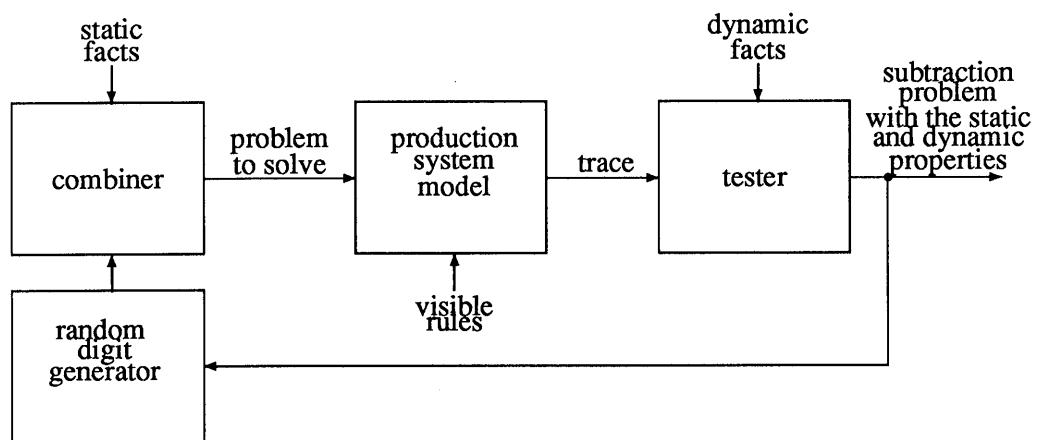 static
facts
dynamic
facts
subtraction
problem
with the static
and dynamic
properties
combiner
problem
to solve
production
system
model
trace
tester
visible
rules
random
digit
generator